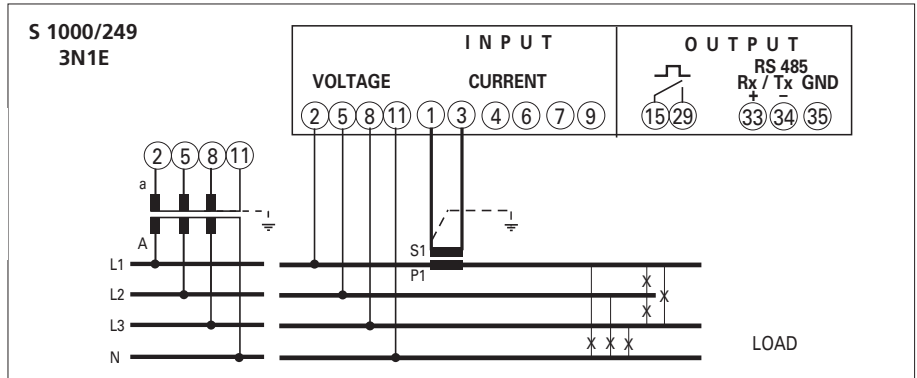 S 1000/249
3N1E
INPUT
OUTPUT
VOLTAGE
CURRENT
RS 485
Rx / Tx GND
+ –
2 5 8 11 1 3 4 6 7 9
15 29 33 34 35
2 5 8 11
a
A
S1
P1
L1
L2
L3
N
X
X X
X
X X X
LOAD